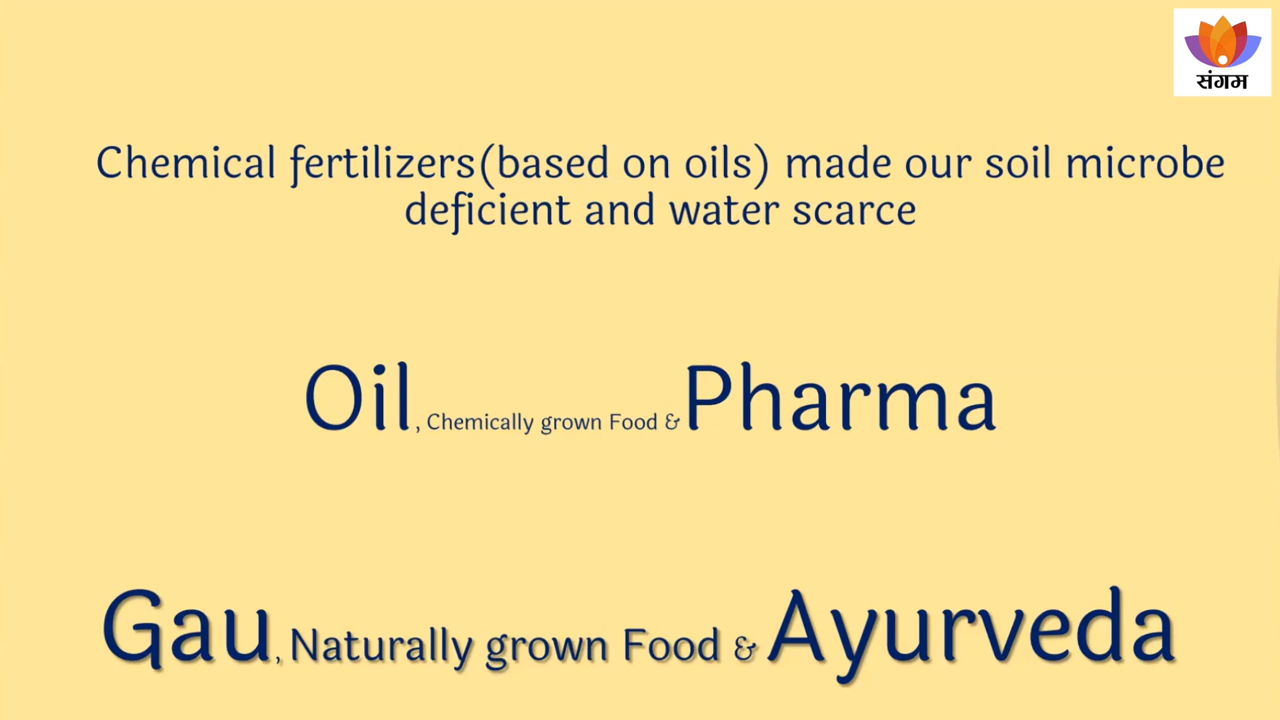 संगम
Chemical fertilizers(based on oils) made our soil microbe
deficient and water scarce
Oil, Chemically grown Food & Pharma
Gau, Naturally grown Food & Ayurveda